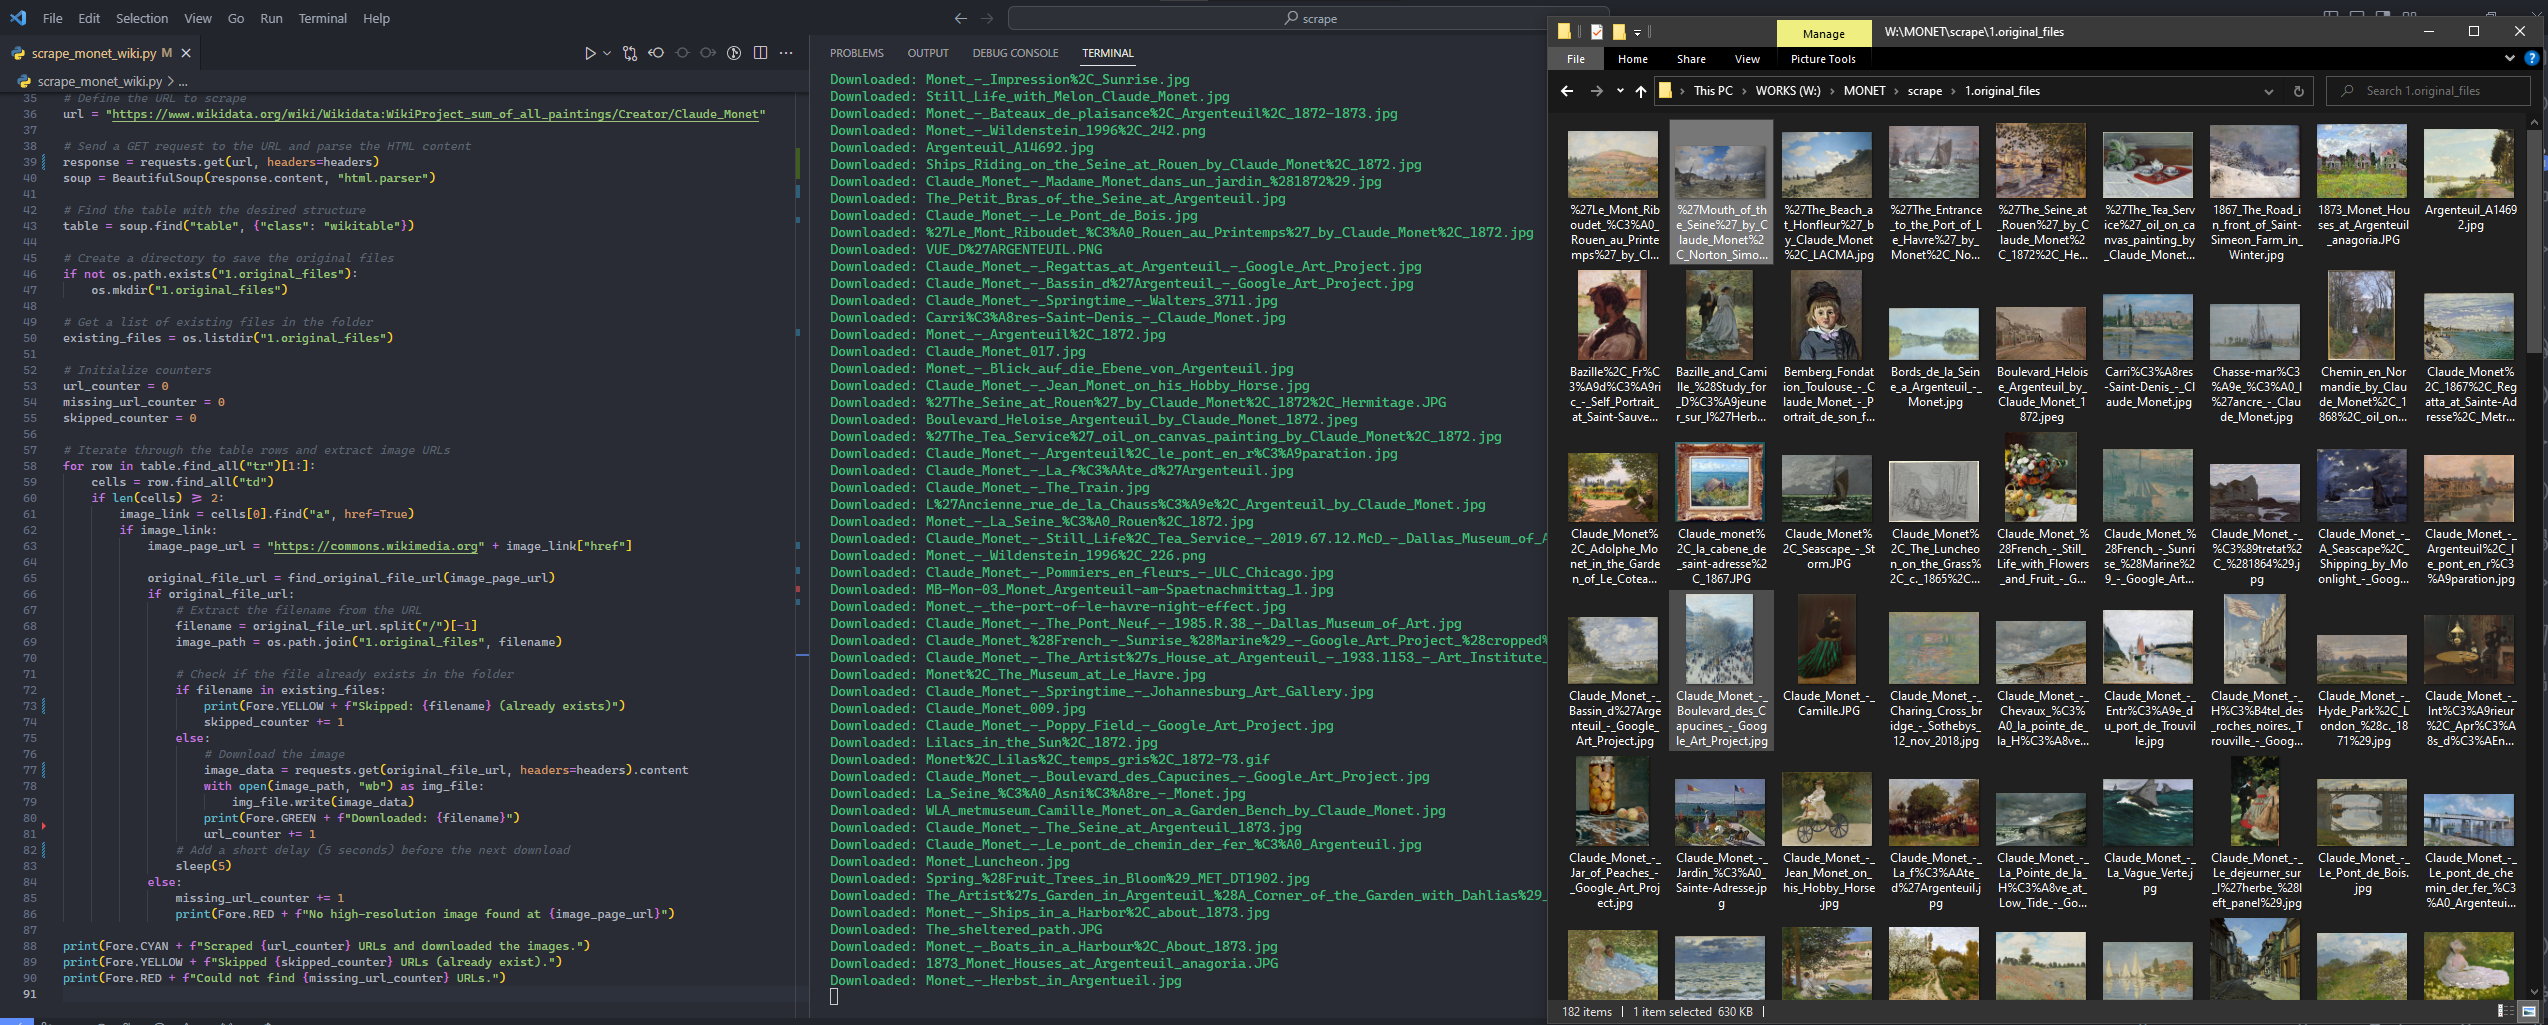 File Edit Selection View Go Run Terminal Help
scrape
scrape_monet_wiki.py M
scrape_monet_wiki.py > ...
35 # Define the URL to scrape
36 url = "https://www.wikidata.org/wiki/Wikidata:WikiProject_sum_of_all_paintings/Creator/Claude_Monet"
37
38 # Send a GET request to the URL and parse the HTML content
39 response = requests.get(url, headers=headers)
40 soup = BeautifulSoup(response.content, "html.parser")
41
42 # Find the table with the desired structure
43 table = soup.find("table", {"class": "wikitable"})
44
45 # Create a directory to save the original files
46 if not os.path.exists("1.original_files"):
47 os.mkdir("1.original_files")
48
49 # Get a list of existing files in the folder
50 existing_files = os.listdir("1.original_files")
51
52 # Initialize counters
53 url_counter = 0
54 missing_url_counter = 0
55 skipped_counter = 0
56
57 # Iterate through the table rows and extract image URLs
58 for row in table.find_all("tr")[1:]:
59 cells = row.find_all("td")
60 if len(cells) >= 2:
61 image_link = cells[0].find("a", href=True)
62 if image_link:
63 image_page_url = "https://commons.wikimedia.org" + image_link["href"]
64
65 original_file_url = find_original_file_url(image_page_url)
66 if original_file_url:
67 # Extract the filename from the URL
68 filename = original_file_url.split("/")[-1]
69 image_path = os.path.join("1.original_files", filename)
70
71 # Check if the file already exists in the folder
72 if filename in existing_files:
73 print(Fore.YELLOW + f"Skipped: {filename} (already exists)")
74 skipped_counter += 1
75 else:
76 # Download the image
77 image_data = requests.get(original_file_url, headers=headers).content
78 with open(image_path, "wb") as img_file:
79 img_file.write(image_data)
80 print(Fore.GREEN + f"Downloaded: {filename}")
81 url_counter += 1
82 # Add a short delay (5 seconds) before the next download
83 sleep(5)
84 else:
85 missing_url_counter += 1
86 print(Fore.RED + f"No high-resolution image found at {image_page_url}")
87
88 print(Fore.CYAN + f"Scraped {url_counter} URLs and downloaded the images.")
89 print(Fore.YELLOW + f"Skipped {skipped_counter} URLs (already exist).")
90 print(Fore.RED + f"Could not find {missing_url_counter} URLs.")
91
PROBLEMS OUTPUT DEBUG CONSOLE TERMINAL
Downloaded: Monet_-_Impression%2C_Sunrise.jpg
Downloaded: Still_Life_with_Melon_Claude_Monet.jpg
Downloaded: Monet_-_Bateaux_de_plaisance%2C_Argenteuil%2C_1872-1873.jpg
Downloaded: Monet_-_Wildenstein_1996%2C_242.png
Downloaded: Argenteuil_A14692.jpg
Downloaded: Ships_Riding_on_the_Seine_at_Rouen_by_Claude_Monet%2C_1872.jpg
Downloaded: Claude_Monet_-_Madame_Monet_dans_un_jardin_%281872%29.jpg
Downloaded: The_Petit_Bras_of_the_Seine_at_Argenteuil.jpg
Downloaded: Claude_Monet_-_Le_Pont_de_Bois.jpg
Downloaded: %27Le_Mont_Riboudet_%C3%A0_Rouen_au_Printemps%27_by_Claude_Monet%2C_1872.jpg
Downloaded: VUE_D%27ARGENTEUIL.PNG
Downloaded: Claude_Monet_-_Regattas_at_Argenteuil_-_Google_Art_Project.jpg
Downloaded: Claude_Monet_-_Bassin_d%27Argenteuil_-_Google_Art_Project.jpg
Downloaded: Claude_Monet_-_Springtime_-_Walters_3711.jpg
Downloaded: Carri%C3%A8res-Saint-Denis_-_Claude_Monet.jpg
Downloaded: Monet_-_Argenteuil%2C_1872.jpg
Downloaded: Claude_Monet_017.jpg
Downloaded: Monet_-_Blick_auf_die_Ebene_von_Argenteuil.jpg
Downloaded: Claude_Monet_-_Jean_Monet_on_his_Hobby_Horse.jpg
Downloaded: %27The_Seine_at_Rouen%27_by_Claude_Monet%2C_1872%2C_Hermitage.JPG
Downloaded: Boulevard_Heloise_Argenteuil_by_Claude_Monet_1872.jpeg
Downloaded: %27The_Tea_Service%27_oil_on_canvas_painting_by_Claude_Monet%2C_1872.jpg
Downloaded: Claude_Monet_-_Argenteuil%2C_le_pont_en_r%C3%A9paration.jpg
Downloaded: Claude_Monet_-_La_f%C3%AAte_d%27Argenteuil.jpg
Downloaded: Claude_Monet_-_The_Train.jpg
Downloaded: L%27Ancienne_rue_de_la_Chauss%C3%A9e%2C_Argenteuil_by_Claude_Monet.jpg
Downloaded: Monet_-_La_Seine_%C3%A0_Rouen%2C_1872.jpg
Downloaded: Claude_Monet_-_Still_Life%2C_Tea_Service_-_2019.67.12.McD_-_Dallas_Museum_of_A
Downloaded: Monet_-_Wildenstein_1996%2C_226.png
Downloaded: Claude_Monet_-_Pommiers_en_fleurs_-_ULC_Chicago.jpg
Downloaded: MB-Mon-03_Monet_Argenteuil-am-Spaetnachmittag_1.jpg
Downloaded: Monet_-_the-port-of-le-havre-night-effect.jpg
Downloaded: Claude_Monet_-_The_Pont_Neuf_-_1985.R.38_-_Dallas_Museum_of_Art.jpg
Downloaded: Claude_Monet_%28French_-_Sunrise_%28Marine%29_-_Google_Art_Project_%28cropped%
Downloaded: Claude_Monet_-_The_Artist%27s_House_at_Argenteuil_-_1933.1153_-_Art_Institute_
Downloaded: Monet%2C_The_Museum_at_Le_Havre.jpg
Downloaded: Claude_Monet_-_Springtime_-_Johannesburg_Art_Gallery.jpg
Downloaded: Claude_Monet_009.jpg
Downloaded: Claude_Monet_-_Poppy_Field_-_Google_Art_Project.jpg
Downloaded: Lilacs_in_the_Sun%2C_1872.jpg
Downloaded: Monet%2C_Lilas%2C_temps_gris%2C_1872-73.gif
Downloaded: Claude_Monet_-_Boulevard_des_Capucines_-_Google_Art_Project.jpg
Downloaded: La_Seine_%C3%A0_Asni%C3%A8re_-_Monet.jpg
Downloaded: WLA_metmuseum_Camille_Monet_on_a_Garden_Bench_by_Claude_Monet.jpg
Downloaded: Claude_Monet_-_The_Seine_at_Argenteuil_1873.jpg
Downloaded: Claude_Monet_-_Le_pont_de_chemin_der_fer_%C3%A0_Argenteuil.jpg
Downloaded: Monet_Luncheon.jpg
Downloaded: Spring_%28Fruit_Trees_in_Bloom%29_MET_DT1902.jpg
Downloaded: The_Artist%27s_Garden_in_Argenteuil_%28A_Corner_of_the_Garden_with_Dahlias%29_
Downloaded: Monet_-_Ships_in_a_Harbor%2C_about_1873.jpg
Downloaded: The_sheltered_path.JPG
Downloaded: Monet_-_Boats_in_a_Harbour%2C_About_1873.jpg
Downloaded: 1873_Monet_Houses_at_Argenteuil_anagoria.JPG
Downloaded: Monet_-_Herbst_in_Argentueil.jpg
Manage W:\MONET\scrape\1.original_files
File Home Share View Picture Tools
This PC > WORKS (W:) > MONET > scrape > 1.original_files
Search 1.original_files
%27Le_Mont_Riboudet_%C3%A0_Rouen_au_Printemps%27_by_Cl...
%27Mouth_of_the_Seine%27_by_Claude_Monet%2C_Norton_Simo...
%27The_Beach_at_Honfleur%27_by_Claude_Monet%2C_LACMA.jpg
%27The_Entrance_to_the_Port_of_Le_Havre%27_by_Monet%2C_No...
%27The_Seine_at_Rouen%27_by_Claude_Monet%2C_1872%2C_He...
%27The_Tea_Service%27_oil_on_canvas_painting_by_Claude_Monet...
1867_The_Road_in_front_of_Saint-Simeon_Farm_in_Winter.jpg
1873_Monet_Houses_at_Argenteuil_anagoria.JPG
Argenteuil_A14692.jpg
Bazille%2C_Fr%C3%A9d%C3%A9ric_-_Self_Portrait_at_Saint-Sauve...
Bazille_and_Camille_%28Study_for_D%C3%A9jeuner_sur_l%27Herb...
Bemberg_Fondation_Toulouse_-_Claude_Monet_-_Portrait_de_son_f...
Bords_de_la_Seine_a_Argenteuil_-_Monet.jpg
Boulevard_Heloise_Argenteuil_by_Claude_Monet_1872.jpeg
Carri%C3%A8res-Saint-Denis_-_Claude_Monet.jpg
Chasse-mar%C3%A9e_%C3%A0_l%27ancre_-_Claude_Monet.jpg
Chemin_en_Normandie_by_Claude_Monet%2C_1868%2C_oil_on...
Claude_Monet%2C_1867%2C_Regatta_at_Sainte-Adresse%2C_Metr...
Claude_Monet%2C_Adolphe_Monet_in_the_Garden_of_Le_Cotea...
Claude_monet%2C_la_cabene_de_saint-adresse%2C_1867.JPG
Claude_Monet%2C_Seascape_-_Storm.JPG
Claude_Monet%2C_The_Luncheon_on_the_Grass%2C_c._1865%2C...
Claude_Monet_%28French_-_Still_Life_with_Flowers_and_Fruit_-_G...
Claude_Monet_%28French_-_Sunrise_%28Marine%29_-_Google_Art...
Claude_Monet_-_%C3%89tretat%2C_%281864%29.jpg
Claude_Monet_-_A_Seascape%2C_Shipping_by_Moonlight_-_Goog...
Claude_Monet_-_Argenteuil%2C_le_pont_en_r%C3%A9paration.jpg
Claude_Monet_-_Bassin_d%27Argenteuil_-_Google_Art_Project.jpg
Claude_Monet_-_Boulevard_des_Capucines_-_Google_Art_Project.jpg
Claude_Monet_-_Camille.JPG
Claude_Monet_-_Charing_Cross_bridge_-_Sothebys_12_nov_2018.jpg
Claude_Monet_-_Chevaux_%C3%A0_la_pointe_de_la_H%C3%A8ve...
Claude_Monet_-_Entr%C3%A9e_du_port_de_Trouville.jpg
Claude_Monet_-_H%C3%B4tel_des_roches_noires._Trouville_-_Goog...
Claude_Monet_-_Hyde_Park%2C_London_%28c._1871%29.jpg
Claude_Monet_-_Int%C3%A9rieur%2C_Apr%C3%A8s_d%C3%AEn...
Claude_Monet_-_Jar_of_Peaches_-_Google_Art_Project.jpg
Claude_Monet_-_Jardin_%C3%A0_Sainte-Adresse.jpg
Claude_Monet_-_Jean_Monet_on_his_Hobby_Horse.jpg
Claude_Monet_-_La_f%C3%AAte_d%27Argenteuil.jpg
Claude_Monet_-_La_Pointe_de_la_H%C3%A8ve_at_Low_Tide_-_Go...
Claude_Monet_-_La_Vague_Verte.jpg
Claude_Monet_-_Le_dejeurner_sur_l%27herbe_%28left_panel%29.jpg
Claude_Monet_-_Le_Pont_de_Bois.jpg
Claude_Monet_-_Le_pont_de_chemin_der_fer_%C3%A0_Argenteui...
182 items 1 item selected 630 KB